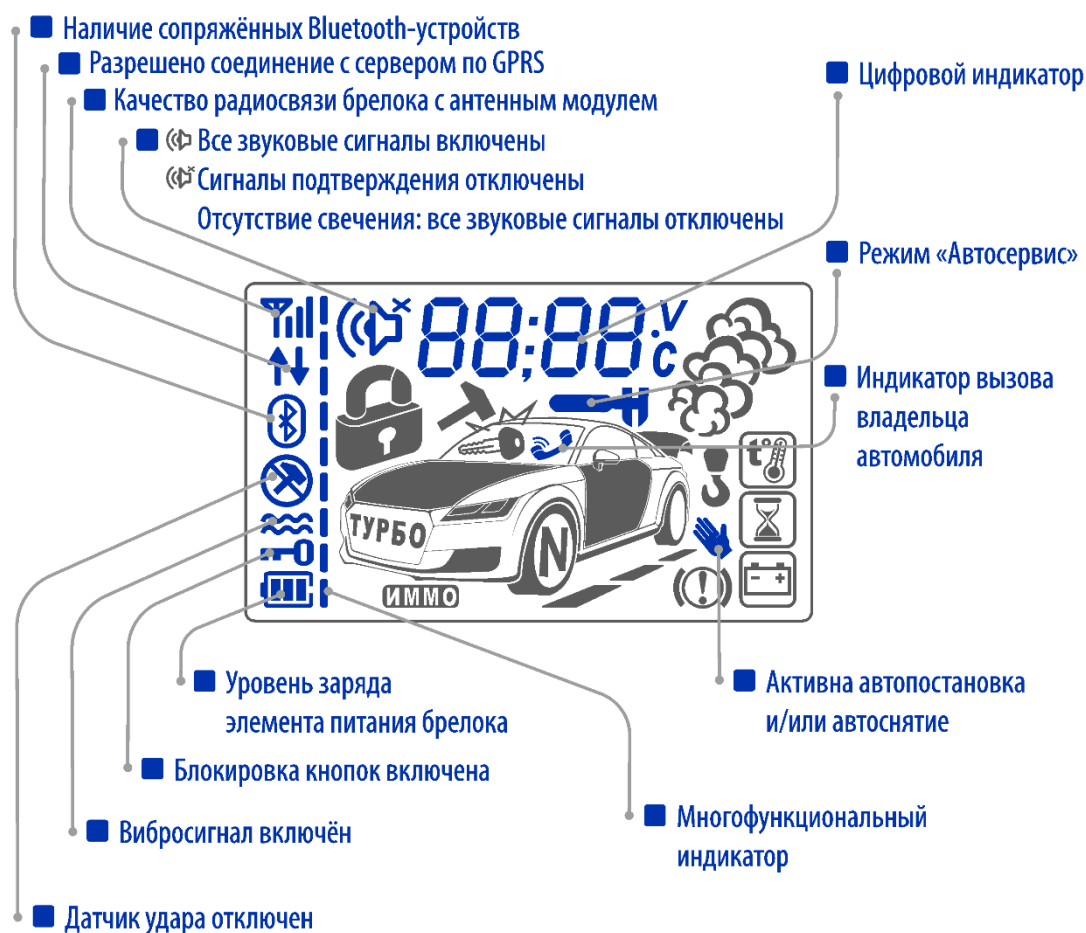 Наличие сопряжённых Bluetooth-устройств
Разрешено соединение с сервером по GPRS
Качество радиосвязи брелока с антенным модулем
Все звуковые сигналы включены
Сигналы подтверждения отключены
Отсутствие свечения: все звуковые сигналы отключены
Цифровой индикатор
Режим «Автосервис»
Индикатор вызова
владельца
автомобиля
88:88.V
C
t°
ТУРБО
N
ИММО
Уровень заряда
элемента питания брелока
Блокировка кнопок включена
Вибросигнал включён
Датчик удара отключен
Активна автопостановка
и/или автоснятие
Многофункциональный
индикатор